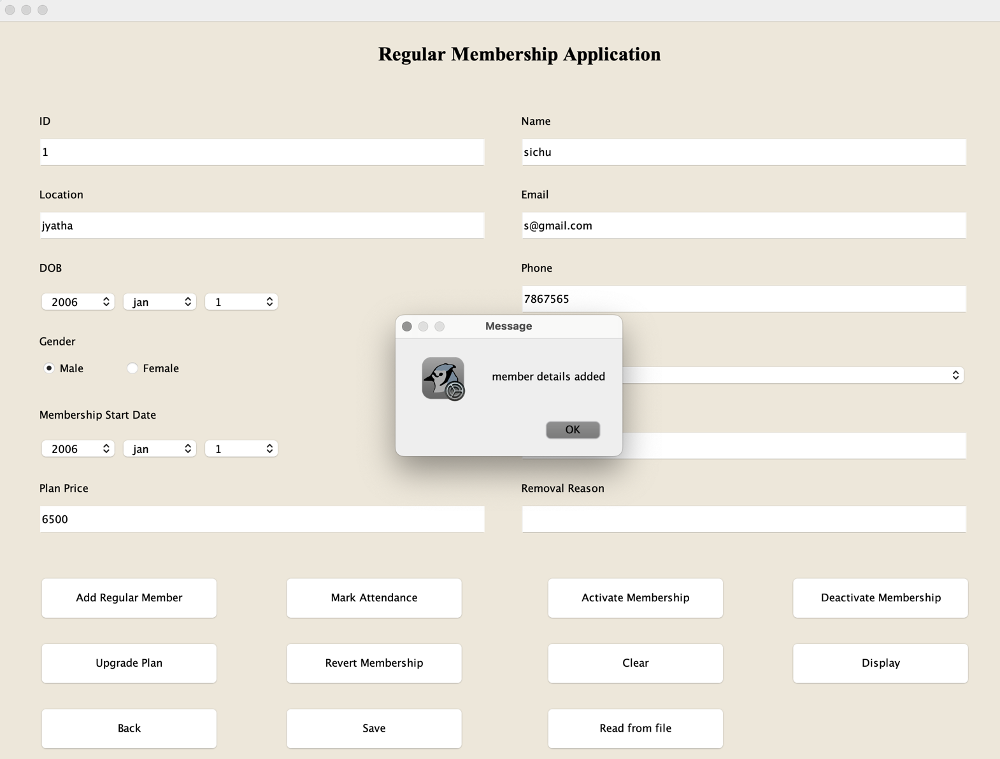 Regular Membership Application
ID
Name
1
sichu
Location
Email
jyatha
s@gmail.com
DOB
Phone
2006 jan 1
7867565
Message
member details added
OK
Gender
Male Female
Membership Start Date
2006 jan 1
Plan Price
Removal Reason
6500
Add Regular Member
Mark Attendance
Activate Membership
Deactivate Membership
Upgrade Plan
Revert Membership
Clear
Display
Back
Save
Read from file